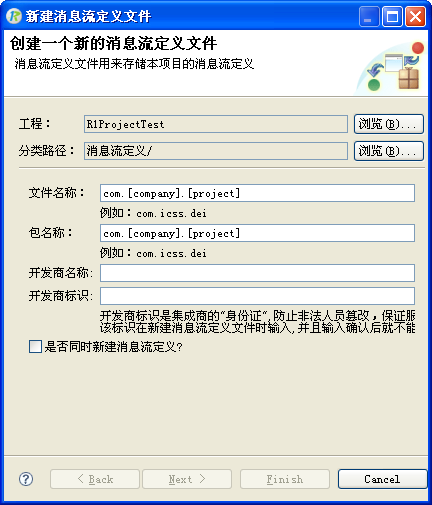 新建消息流定义文件
创建一个新的消息流定义文件
消息流定义文件用来存储本项目的消息流定义
工程： R1ProjectTest 浏览(B)...
分类路径： 消息流定义/ 浏览(B)...
文件名称： com.[company].[project]
例如：com.icss.dei
包名称： com.[company].[project]
例如：com.icss.dei
开发商名称:
开发商标识:
开发商标识是集成商的"身份证",防止非法人员篡改，保证服
该标识在新建消息流定义文件时输入,并且输入确认后就不能
是否同时新建消息流定义?
< Back Next > Finish Cancel